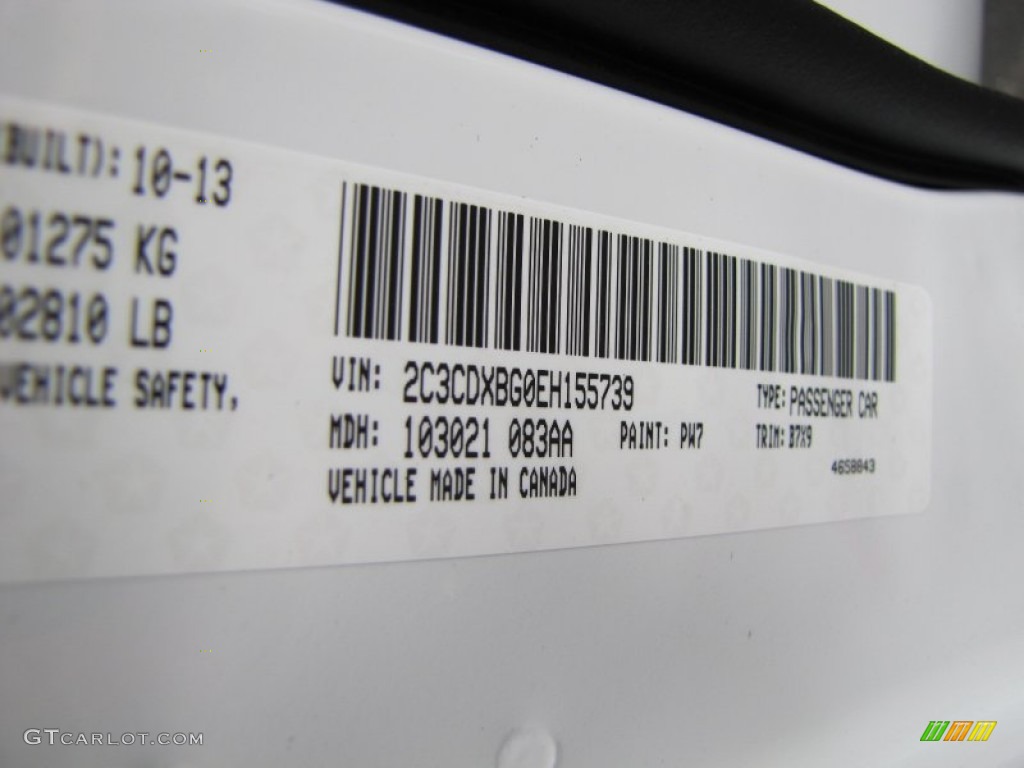 (BUILT): 10-13
01275 KG
02810 LB
VEHICLE SAFETY,
VIN: 2C3CDXBG0EH155739
TYPE: PASSENGER CAR
MDH: 103021 083AA
PAINT: PW7
TRIM: B7X9
VEHICLE MADE IN CANADA
4658843
GTCARLOT.COM